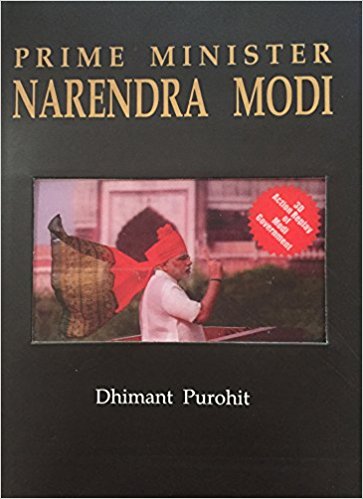 PRIME MINISTER
NARENDRA MODI
3D
Action Replay
of
Modi
Government
Dhimant Purohit